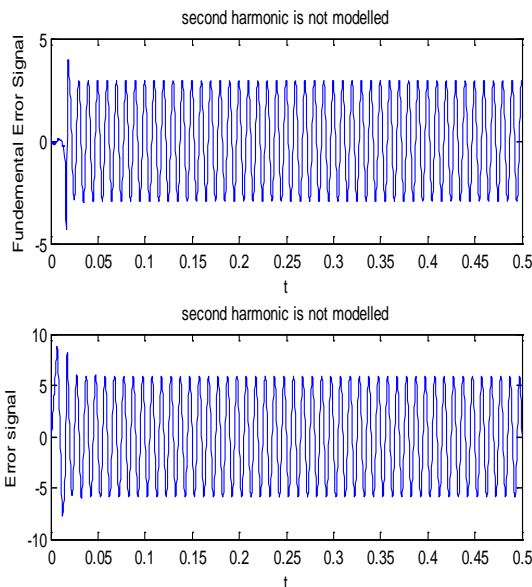 second harmonic is not modelled
Fundemental Error Signal
5
0
-5
0 0.05 0.1 0.15 0.2 0.25 0.3 0.35 0.4 0.45 0.5
t
second harmonic is not modelled
Error signal
10
5
0
-5
-10
0 0.05 0.1 0.15 0.2 0.25 0.3 0.35 0.4 0.45 0.5
t